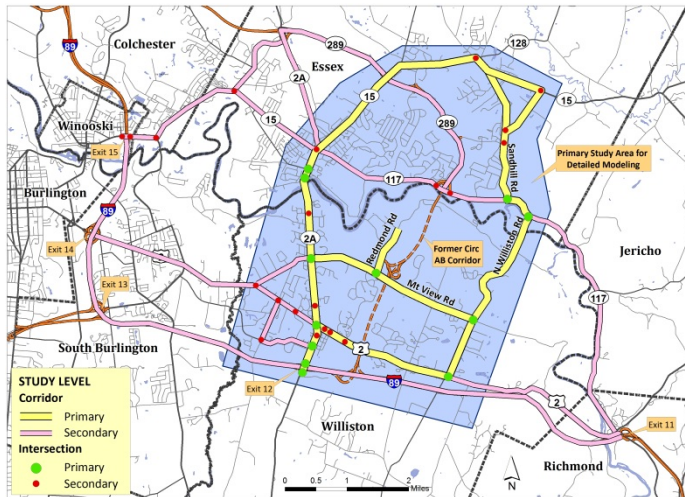 89
Colchester
289
Essex
128
2A
15
15
Winooski
15
289
Sandhill Rd
Primary Study Area for
Detailed Modeling
Exit 15
117
Burlington
89
Redmond Rd
N.Williston Rd
2A
Former Circ
AB Corridor
Jericho
Exit 14
Exit 13
Mt View Rd
117
South Burlington
2
89
2
Exit 12
Exit 11
Williston
Richmond
STUDY LEVEL
Corridor
Primary
Secondary
Intersection
Primary
Secondary
N
0 0.5 1 2
Miles